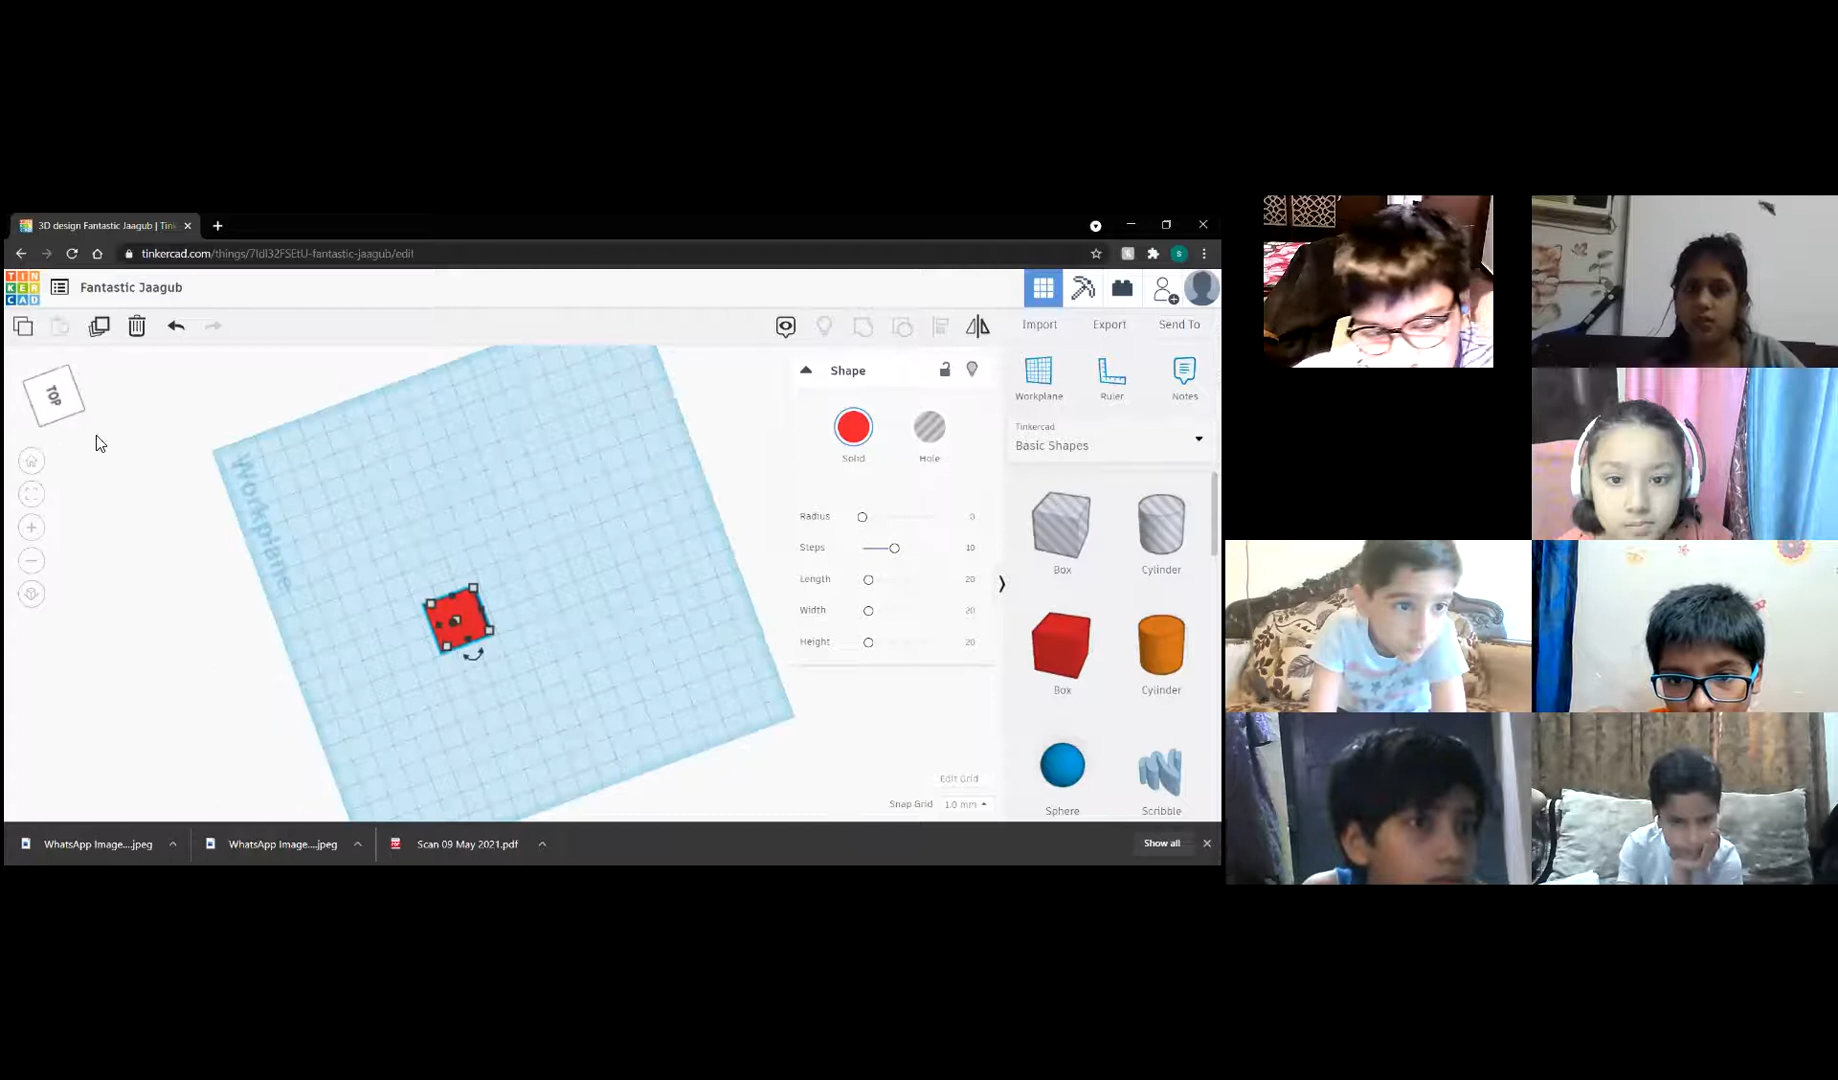 3D design Fantastic Jaagub | Tink
tinkercad.com/things/7ldl32FSEtU-fantastic-jaagub/edit
TIN
KER
CAD
Fantastic Jaagub
Import
Export
Send To
TOP
Shape
Workplane
Ruler
Notes
Solid
Hole
Tinkercad
Basic Shapes
Workplane
Radius 0
Steps 10
Length 20
Width 20
Height 20
Box
Cylinder
Box
Cylinder
Sphere
Scribble
Edit Grid
Snap Grid 1.0 mm
WhatsApp Image....jpeg
WhatsApp Image....jpeg
Scan 09 May 2021.pdf
Show all